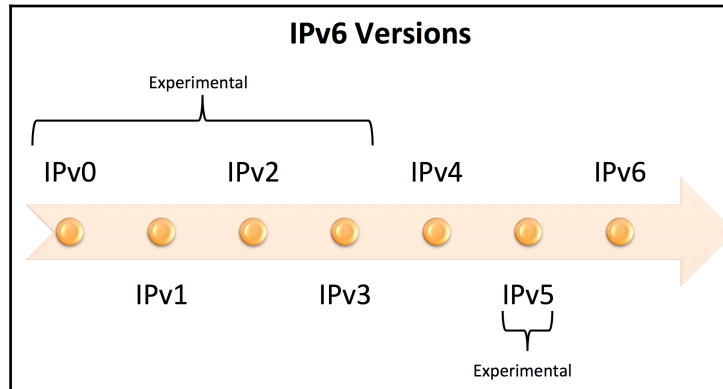 IPv6 Versions
Experimental
IPv0 IPv2 IPv4 IPv6
IPv1 IPv3 IPv5
Experimental